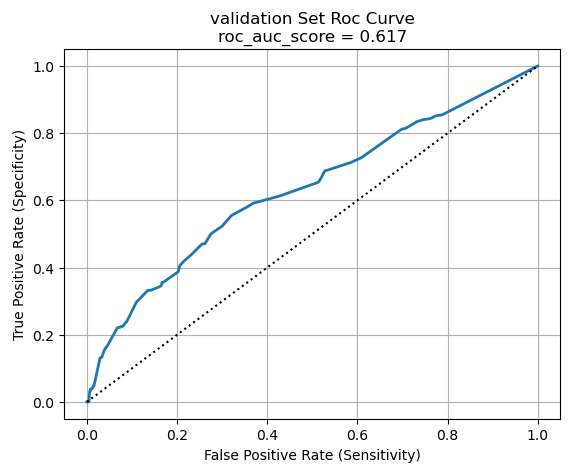 validation Set Roc Curve
roc_auc_score = 0.617
True Positive Rate (Specificity)
1.0
0.8
0.6
0.4
0.2
0.0
0.0 0.2 0.4 0.6 0.8 1.0
False Positive Rate (Sensitivity)